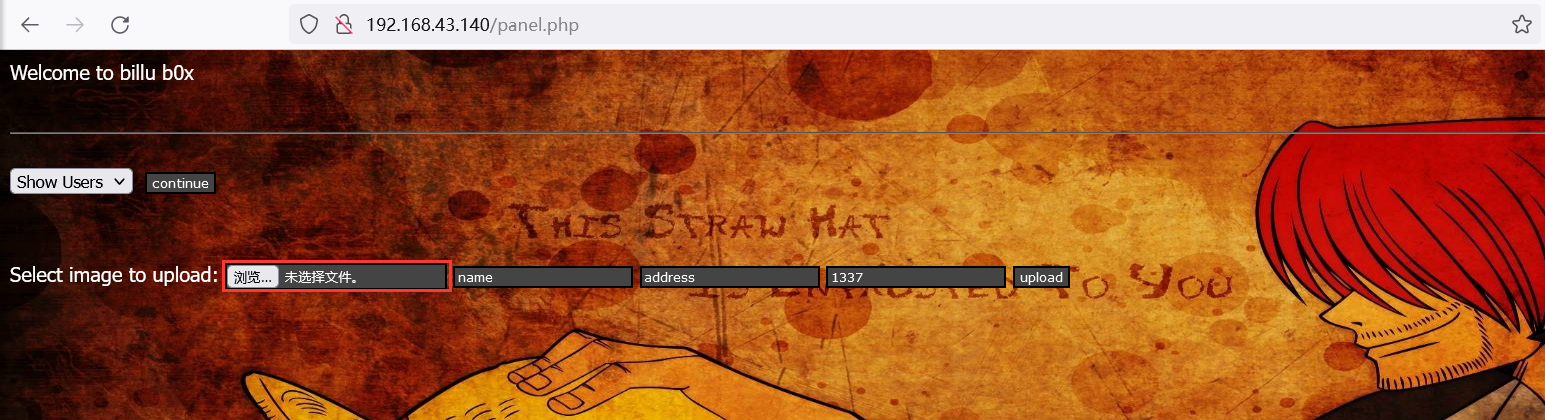 192.168.43.140/panel.php
Welcome to billu b0x
Show Users continue
THIS STRAW HAT
Select image to upload: 浏览... 未选择文件。 name address 1337 upload
IS ENTRUSTED TO YOU